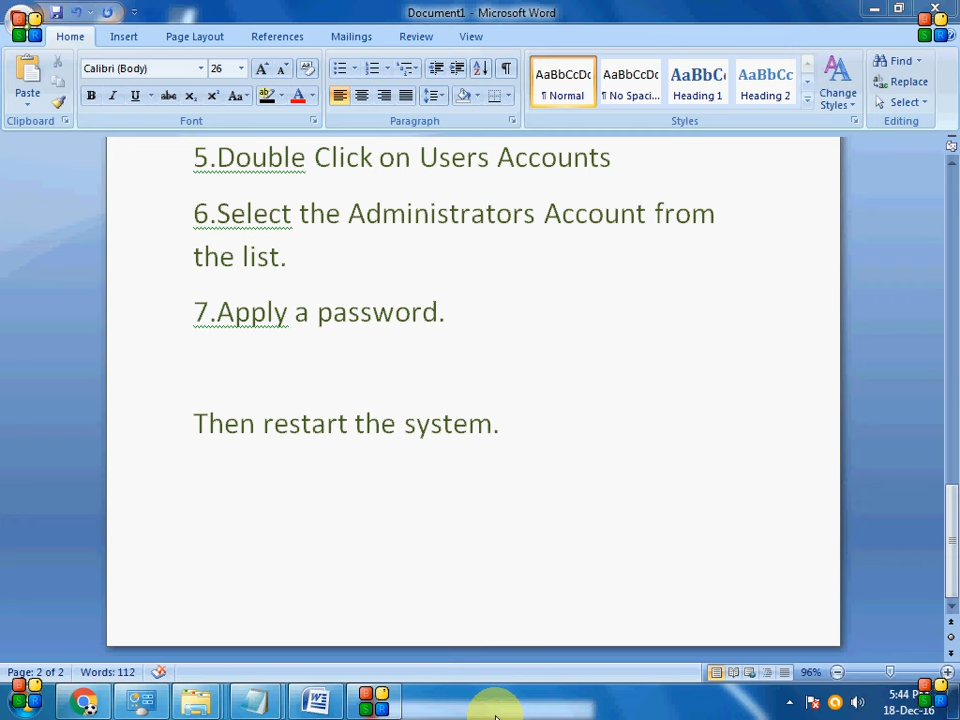 Document1 - Microsoft Word
Home Insert Page Layout References Mailings Review View
Paste
Calibri (Body) 26
AaBbCcDc AaBbCcDc AaBbC AaBbCc
¶ Normal ¶ No Spaci... Heading 1 Heading 2
Change
Styles
Find
Replace
Select
Clipboard Font Paragraph Styles Editing
5.Double Click on Users Accounts
6.Select the Administrators Account from
the list.
7.Apply a password.
Then restart the system.
Page: 2 of 2 Words: 112 96%
5:44 P
18-Dec-16